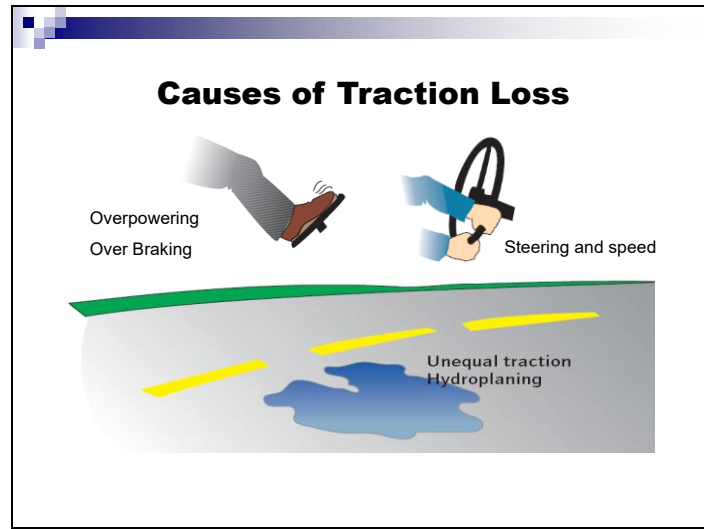 Causes of Traction Loss
Overpowering
Over Braking
Steering and speed
Unequal traction
Hydroplaning